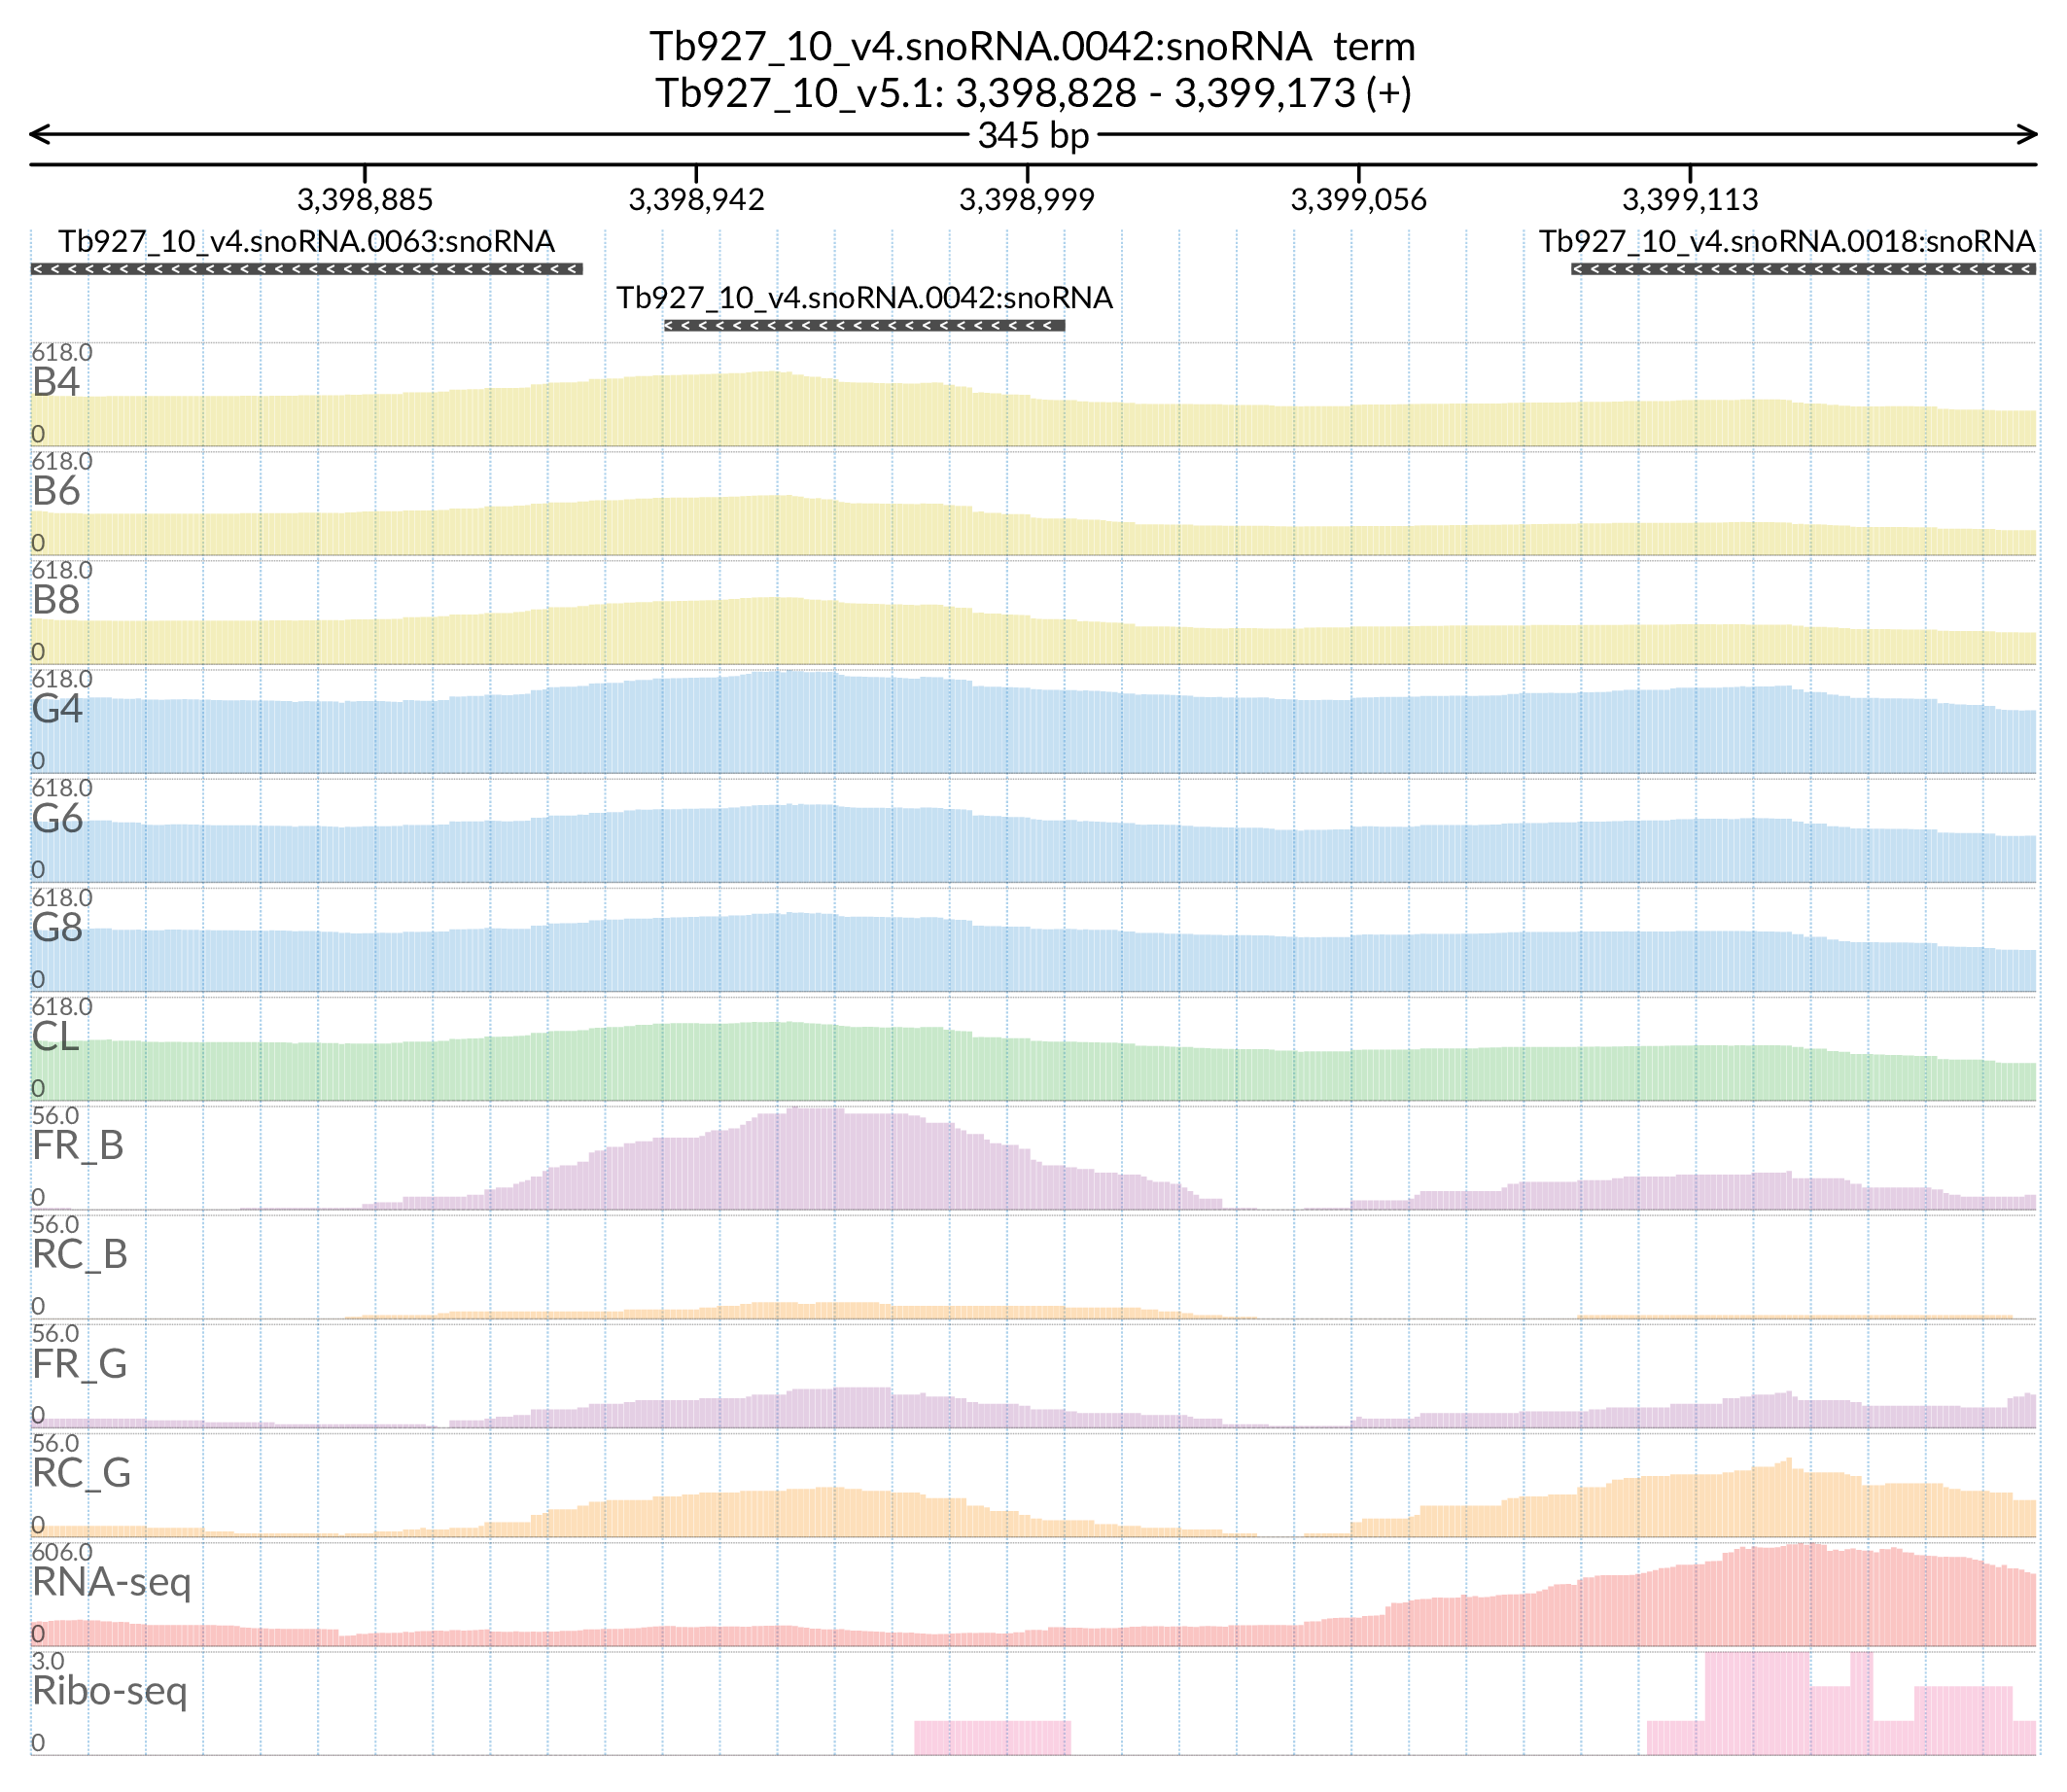 Tb927_10_v4.snoRNA.0042:snoRNA  term
Tb927_10_v5.1: 3,398,828 - 3,399,173 (+)
345 bp
3,398,885 3,398,942 3,398,999 3,399,056 3,399,113
Tb927_10_v4.snoRNA.0063:snoRNA Tb927_10_v4.snoRNA.0018:snoRNA
Tb927_10_v4.snoRNA.0042:snoRNA
618.0
B4
0
618.0
B6
0
618.0
B8
0
618.0
G4
0
618.0
G6
0
618.0
G8
0
618.0
CL
0
56.0
FR_B
0
56.0
RC_B
0
56.0
FR_G
0
56.0
RC_G
0
606.0
RNA-seq
0
3.0
Ribo-seq
0